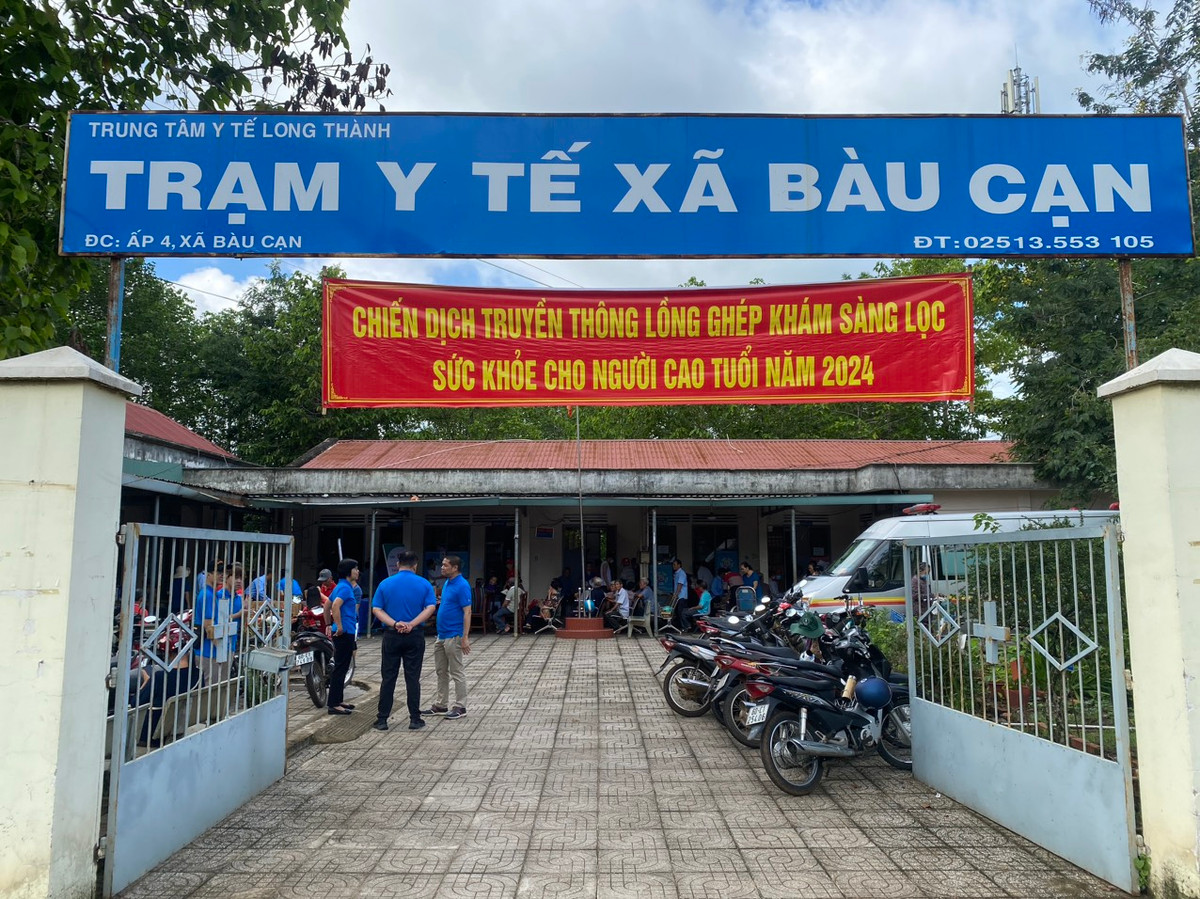 TRUNG TÂM Y TẾ LONG THÀNH
TRẠM Y TẾ XÃ BÀU CẠN
ĐC: ẤP 4, XÃ BÀU CẠN
ĐT:02513.553 105
CHIẾN DỊCH TRUYỀN THÔNG LỒNG GHÉP KHÁM SÀNG LỌC
SỨC KHỎE CHO NGƯỜI CAO TUỔI NĂM 2024